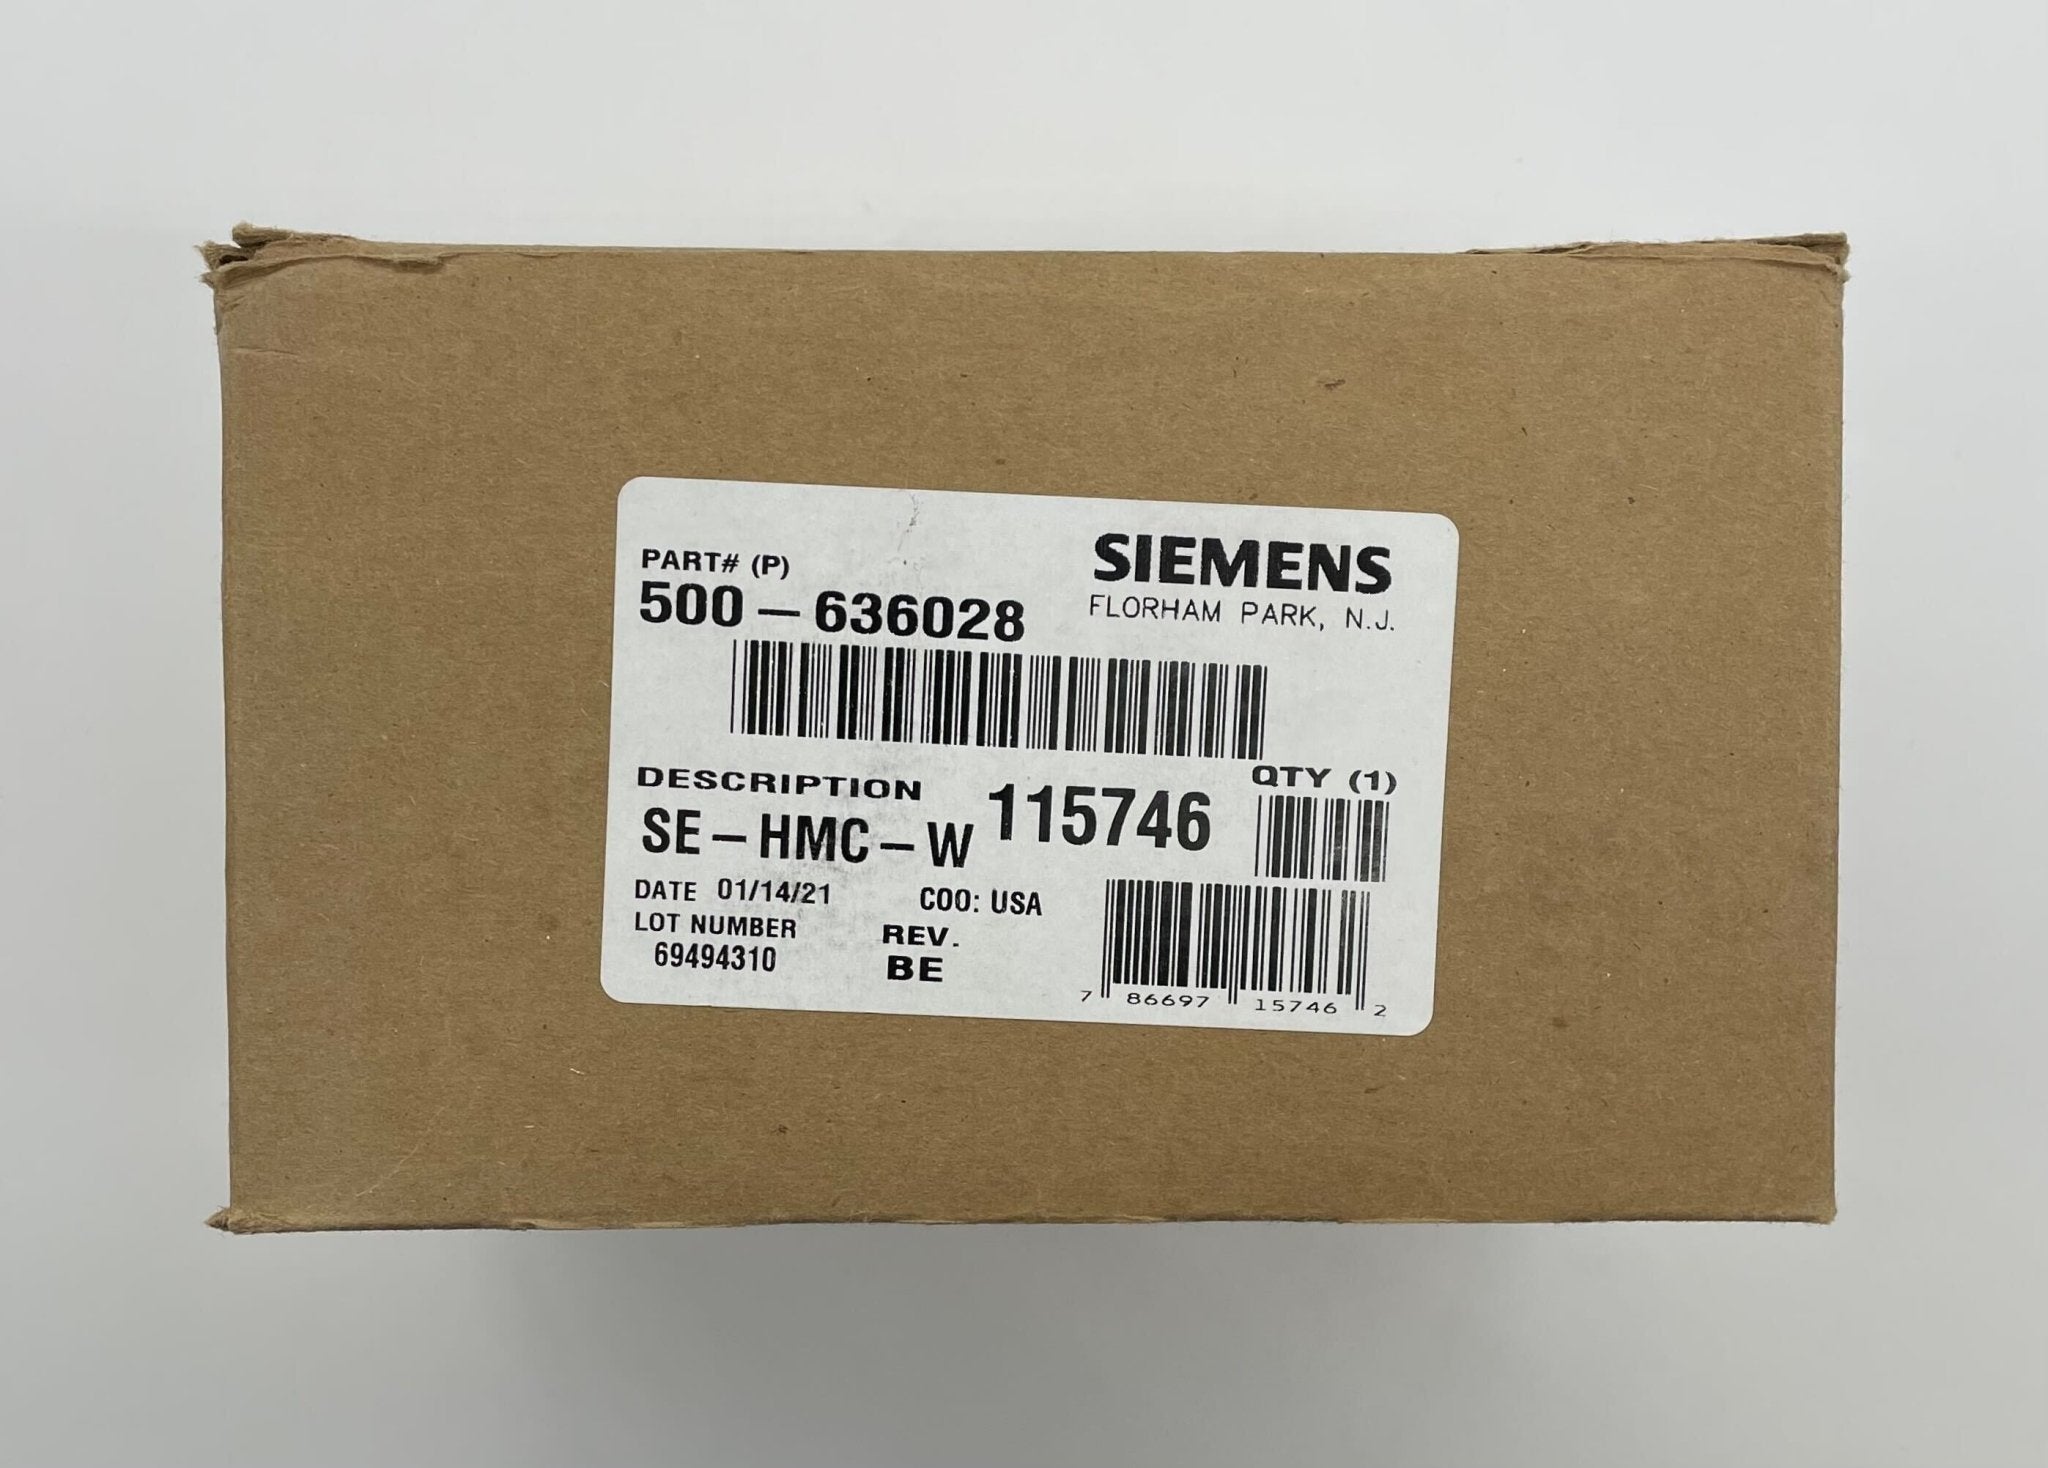 PART# (P)
500-636028
SIEMENS
FLORHAM PARK, N.J.
DESCRIPTION
SE-HMC-W 115746
QTY (1)
DATE 01/14/21 COO: USA
LOT NUMBER
69494310
REV.
BE
7 86697 15746 2